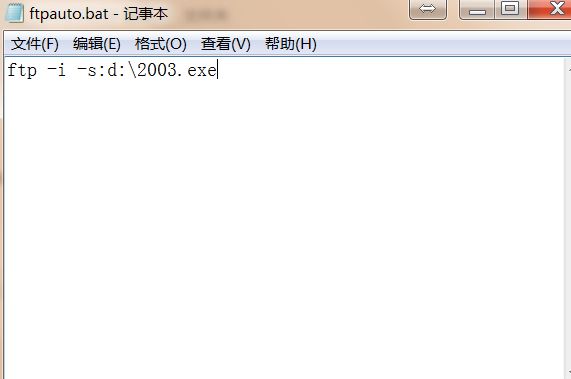 ftpauto.bat - 记事本
文件(F) 编辑(E) 格式(O) 查看(V) 帮助(H)
ftp -i -s:d:\2003.exe